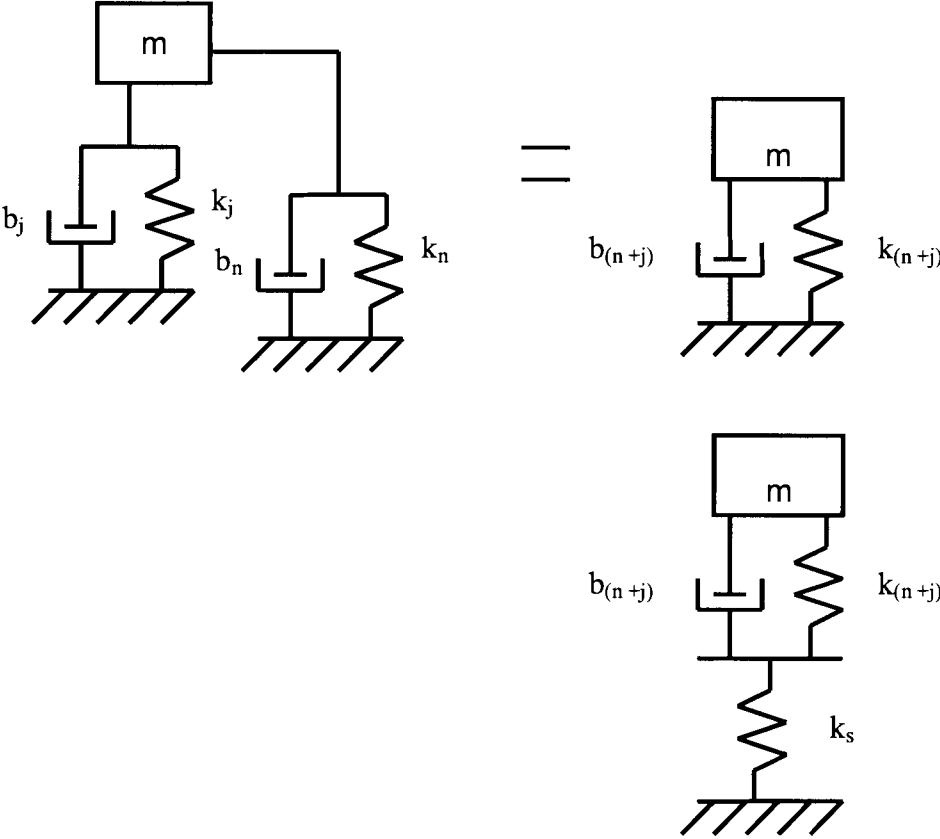 m
m
b_j
k_j
b_n
k_n
b_(n +j)
k_(n+j)
m
b_(n +j)
k_(n+j)
k_s